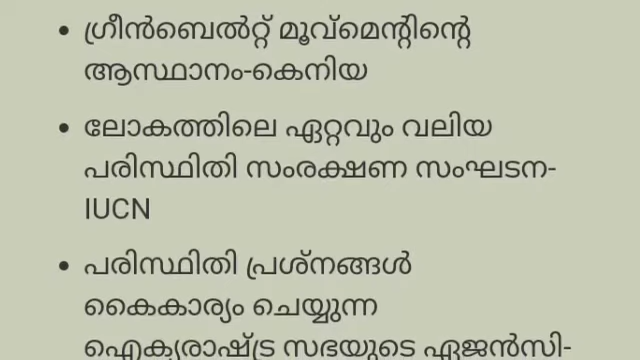 • ഗ്രീൻബെൽറ്റ് മൂവ്മെന്റിന്റെ
ആസ്ഥാനം-കെനിയ
• ലോകത്തിലെ ഏറ്റവും വലിയ
പരിസ്ഥിതി സംരക്ഷണ സംഘടന-
IUCN
• പരിസ്ഥിതി പ്രശ്നങ്ങൾ
കൈകാര്യം ചെയ്യുന്ന
ഐക്യരാഷ്ട്ര സഭയുടെ ഏജൻസി-